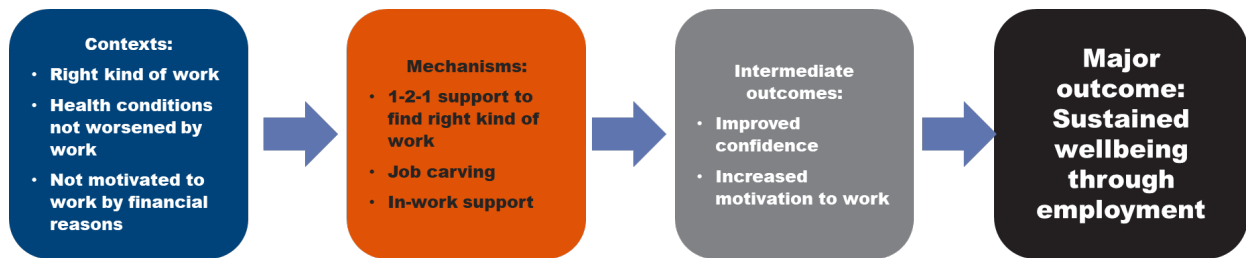 Contexts:
• Right kind of work
• Health conditions
not worsened by
work
• Not motivated to
work by financial
reasons
Mechanisms:
• 1-2-1 support to
find right kind of
work
• Job carving
• In-work support
Intermediate
outcomes:
• Improved
confidence
• Increased
motivation to work
Major
outcome:
Sustained
wellbeing
through
employment